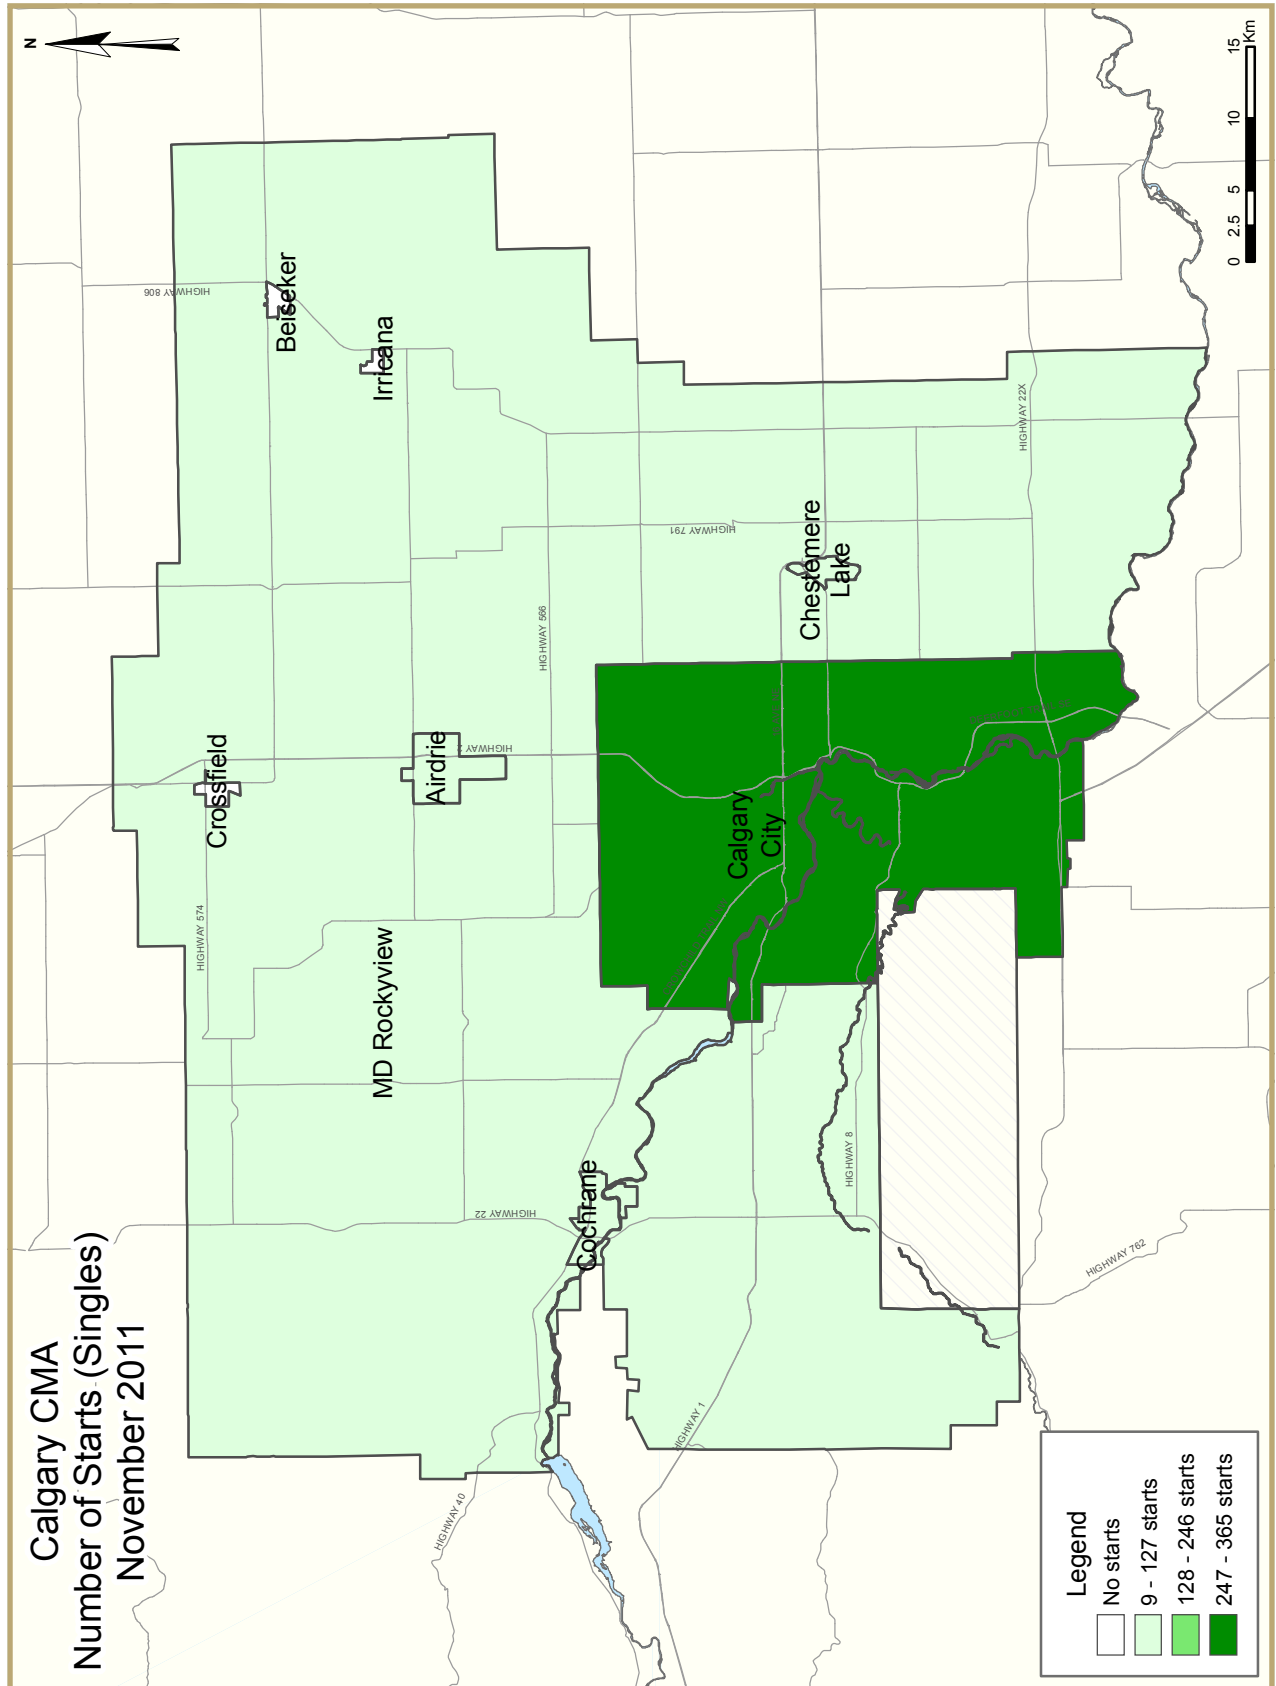 Calgary CMA
Number of Starts (Singles)
November 2011
N
HIGHWAY 806
Beiseker
Irricana
Crossfield
HIGHWAY 574
Airdrie
HIGHWAY 2
HIGHWAY 566
HIGHWAY 791
MD Rockyview
Chestemere
Lake
HIGHWAY 22X
Calgary
City
Cochrane
HIGHWAY 22
HIGHWAY 8
HIGHWAY 1
HIGHWAY 40
HIGHWAY 762
Legend
No starts
9 - 127 starts
128 - 246 starts
247 - 365 starts
0 2.5 5 10 15
Km